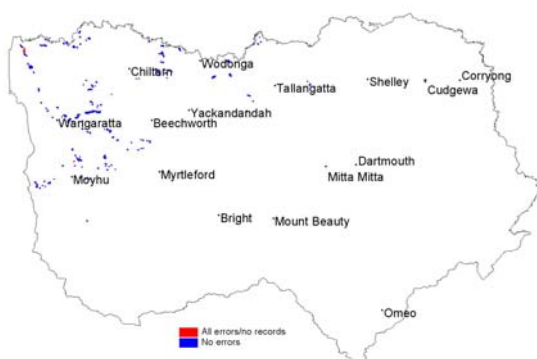 Wodonga
Chiltern
Corryong
Shelley
Tallangatta
Cudgewa
Yackandandah
Wangaratta
Beechworth
Dartmouth
Myrtleford
Mitta Mitta
Moyhu
Bright
Mount Beauty
Omeo
All errors/no records
No errors